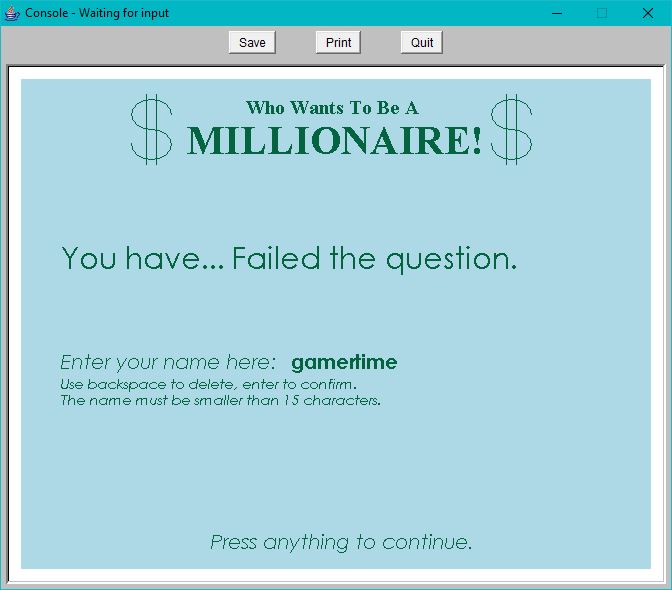 Console - Waiting for input
Save Print Quit
Who Wants To Be A
MILLIONAIRE!
$ $
You have... Failed the question.
Enter your name here: gamertime
Use backspace to delete, enter to confirm.
The name must be smaller than 15 characters.
Press anything to continue.